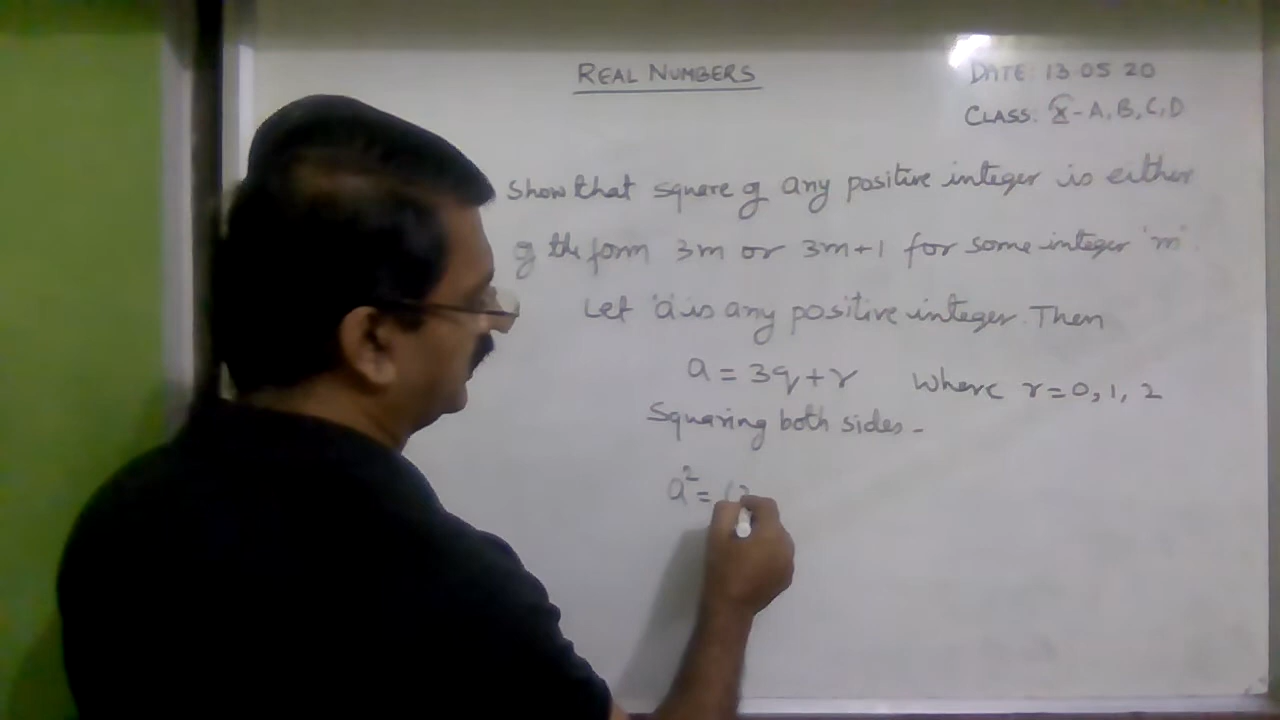 REAL NUMBERS
DATE: 13.05 20
CLASS: X - A, B, C, D
Show that square of any positive integer is either
of the form 3m or 3m+1 for some integer 'm'.
Let 'a' is any positive integer. Then
a = 3q + r where r = 0, 1, 2
Squaring both sides -
a² = (3